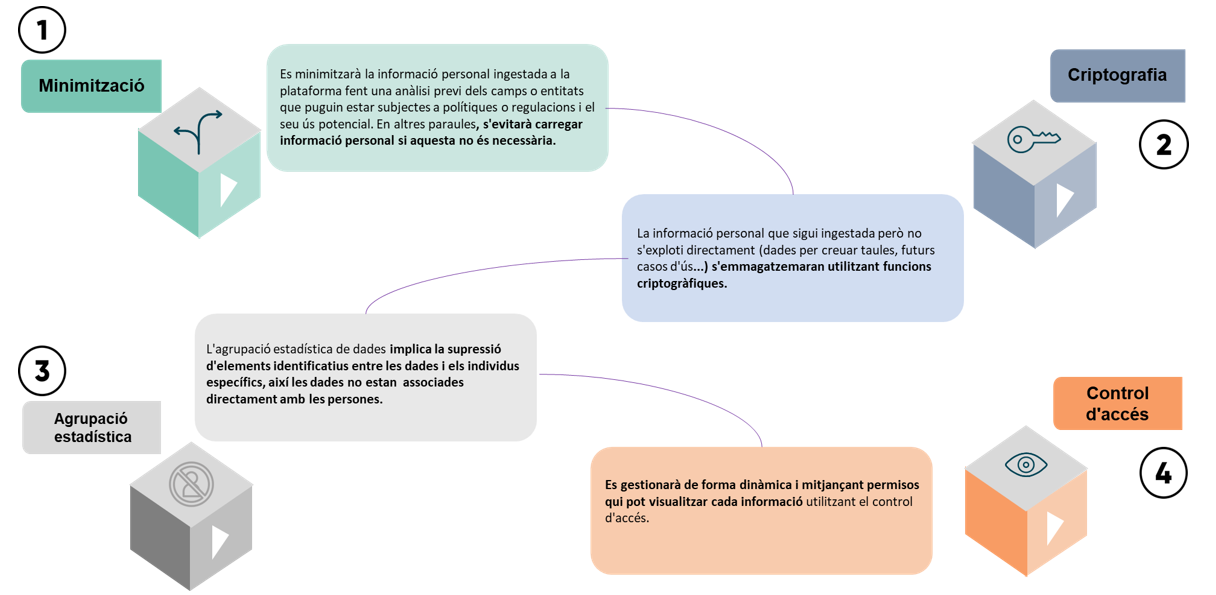 1
Minimització
Es minimitzarà la informació personal ingestada a la
plataforma fent una anàlisi previ dels camps o entitats
que puguin estar subjectes a polítiques o regulacions i el
seu ús potencial. En altres paraules, s'evitarà carregar
informació personal si aquesta no és necessària.
Criptografia
2
La informació personal que sigui ingestada però no
s'exploti directament (dades per creuar taules, futurs
casos d'ús...) s'emmagatzemaran utilitzant funcions
criptogràfiques.
3
Agrupació
estadística
L'agrupació estadística de dades implica la supressió
d'elements identificatius entre les dades i els individus
específics, així les dades no estan associades
directament amb les persones.
Control
d'accés
4
Es gestionarà de forma dinàmica i mitjançant permisos
qui pot visualitzar cada informació utilitzant el control
d'accés.